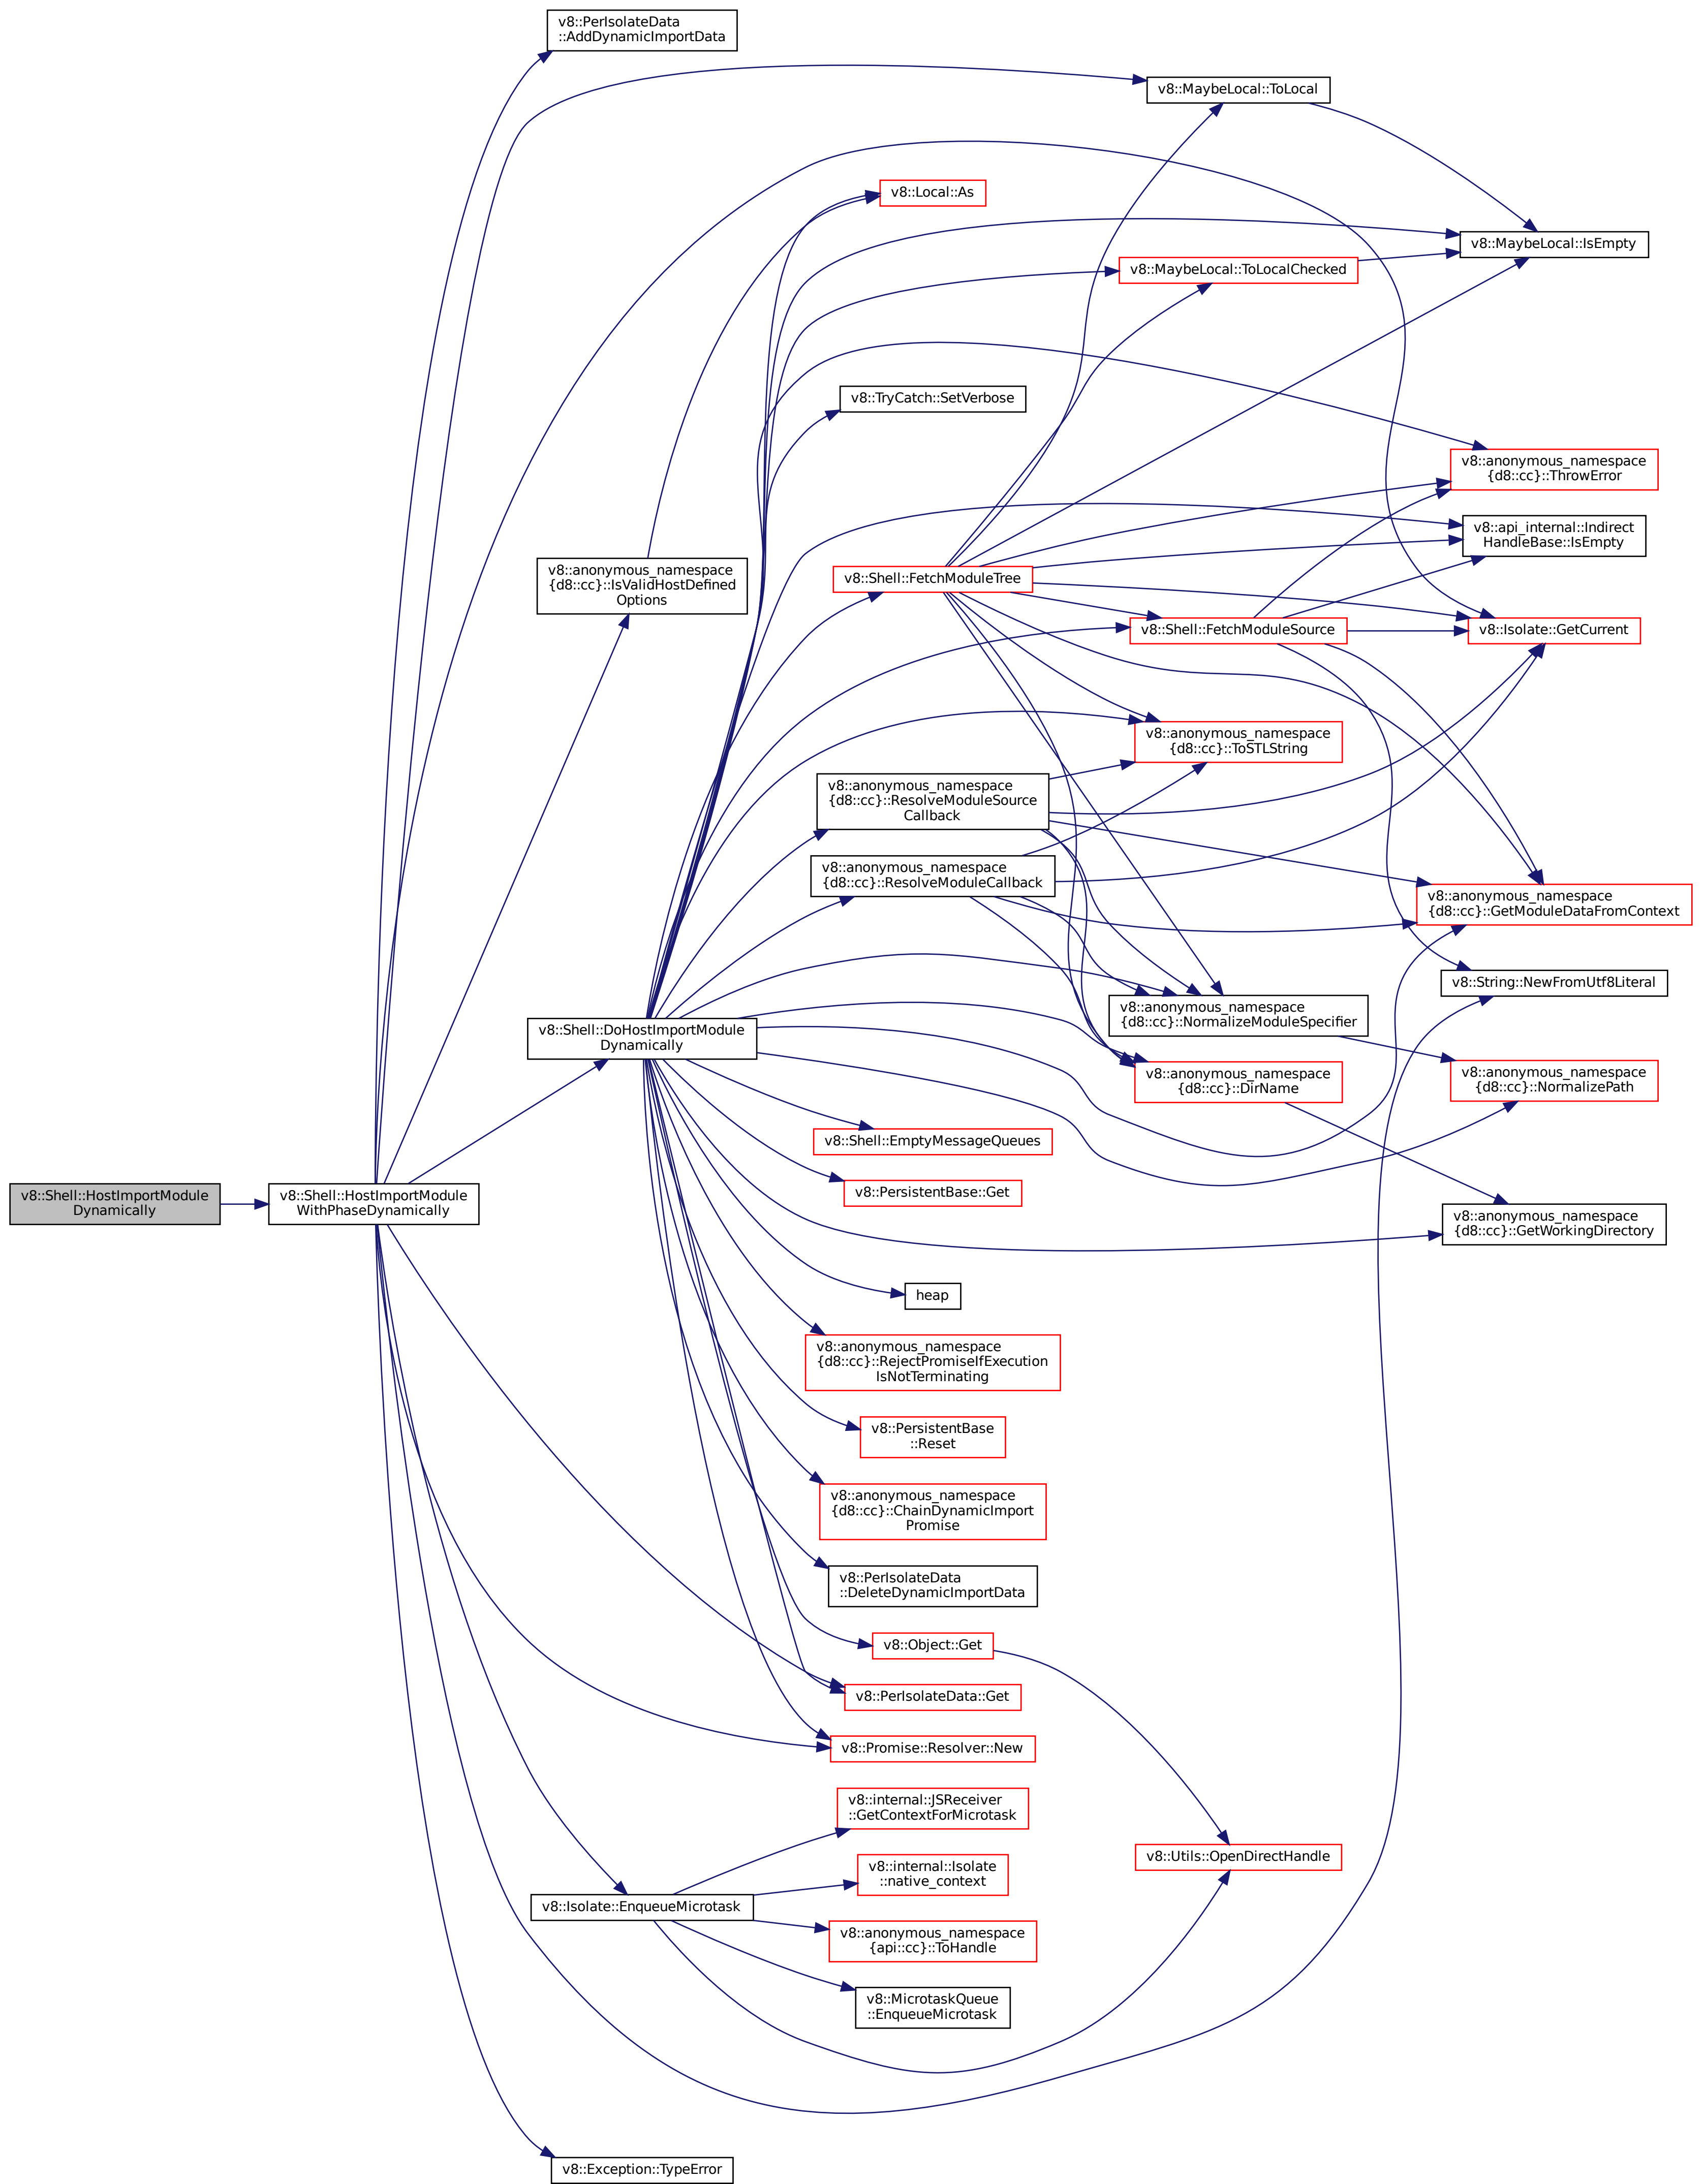 v8::PerIsolateData
::AddDynamicImportData
v8::MaybeLocal::ToLocal
v8::Local::As
v8::MaybeLocal::IsEmpty
v8::MaybeLocal::ToLocalChecked
v8::TryCatch::SetVerbose
v8::anonymous_namespace
{d8::cc}::ThrowError
v8::api_internal::Indirect
HandleBase::IsEmpty
v8::anonymous_namespace
{d8::cc}::IsValidHostDefined
Options
v8::Shell::FetchModuleTree
v8::Shell::FetchModuleSource
v8::Isolate::GetCurrent
v8::anonymous_namespace
{d8::cc}::ToSTLString
v8::anonymous_namespace
{d8::cc}::ResolveModuleSource
Callback
v8::anonymous_namespace
{d8::cc}::ResolveModuleCallback
v8::anonymous_namespace
{d8::cc}::GetModuleDataFromContext
v8::String::NewFromUtf8Literal
v8::anonymous_namespace
{d8::cc}::NormalizeModuleSpecifier
v8::Shell::DoHostImportModule
Dynamically
v8::anonymous_namespace
{d8::cc}::DirName
v8::anonymous_namespace
{d8::cc}::NormalizePath
v8::Shell::EmptyMessageQueues
v8::PersistentBase::Get
v8::Shell::HostImportModule
Dynamically
v8::Shell::HostImportModule
WithPhaseDynamically
v8::anonymous_namespace
{d8::cc}::GetWorkingDirectory
heap
v8::anonymous_namespace
{d8::cc}::RejectPromiseIfExecution
IsNotTerminating
v8::PersistentBase
::Reset
v8::anonymous_namespace
{d8::cc}::ChainDynamicImport
Promise
v8::PerIsolateData
::DeleteDynamicImportData
v8::Object::Get
v8::PerIsolateData::Get
v8::Promise::Resolver::New
v8::internal::JSReceiver
::GetContextForMicrotask
v8::Utils::OpenDirectHandle
v8::internal::Isolate
::native_context
v8::Isolate::EnqueueMicrotask
v8::anonymous_namespace
{api::cc}::ToHandle
v8::MicrotaskQueue
::EnqueueMicrotask
v8::Exception::TypeError